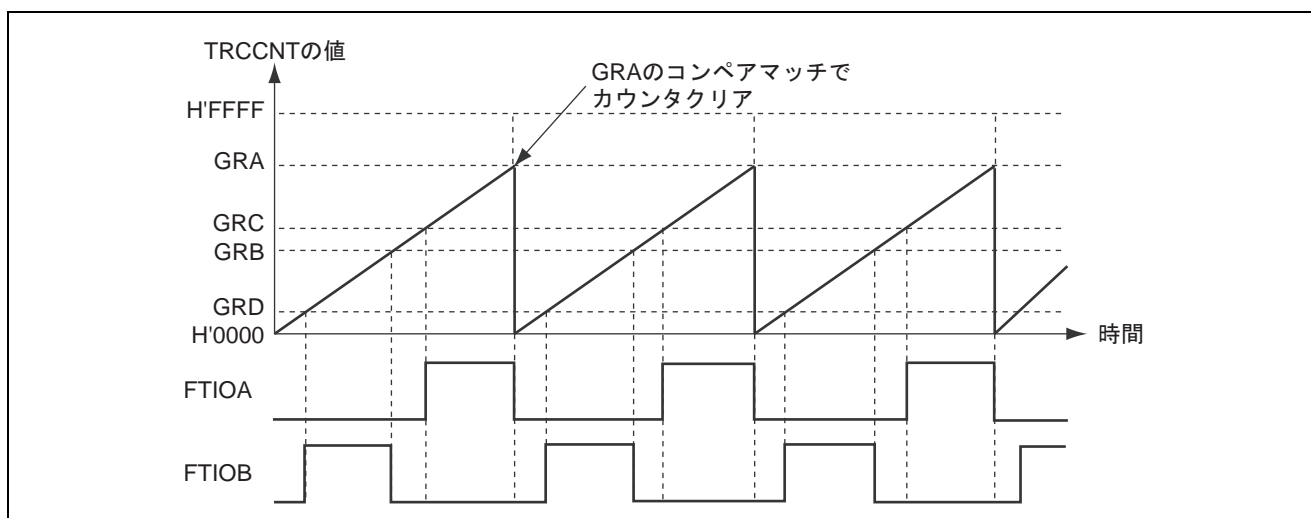 TRCCNTの値
GRAのコンペアマッチで
カウンタクリア
H'FFFF
GRA
GRC
GRB
GRD
H'0000
時間
FTIOA
FTIOB